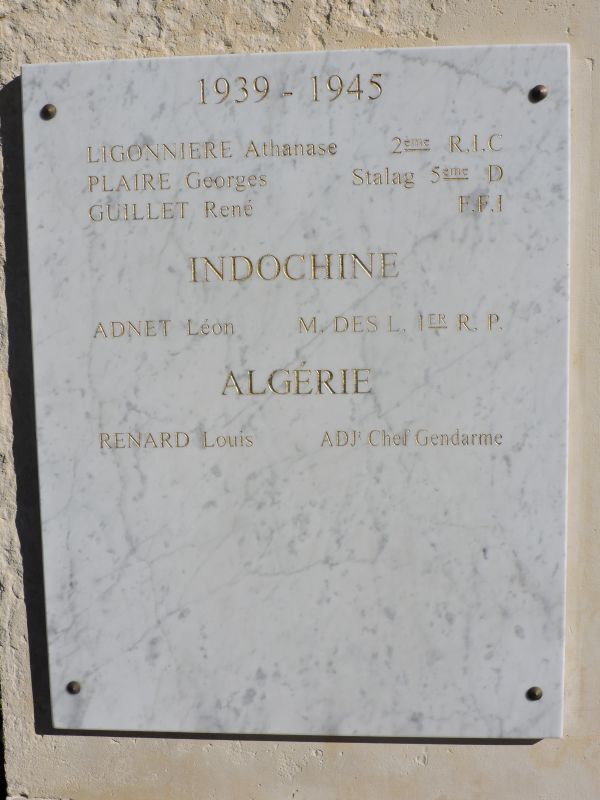 1939 - 1945
LIGONNIERE Athanase 2ème R.I.C
PLAIRE Georges Stalag 5ème D
GUILLET René F.F.I
INDOCHINE
ADNET Léon M. DES L. 1ER R. P.
ALGÉRIE
RENARD Louis ADJt Chef Gendarme